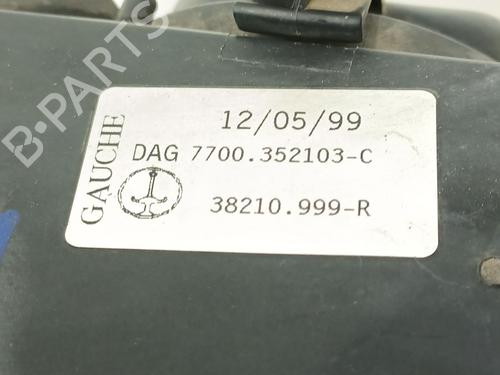 B-PARTS
12/05/99
DAG 7700.352103-C
38210.999-R
GAUCHE